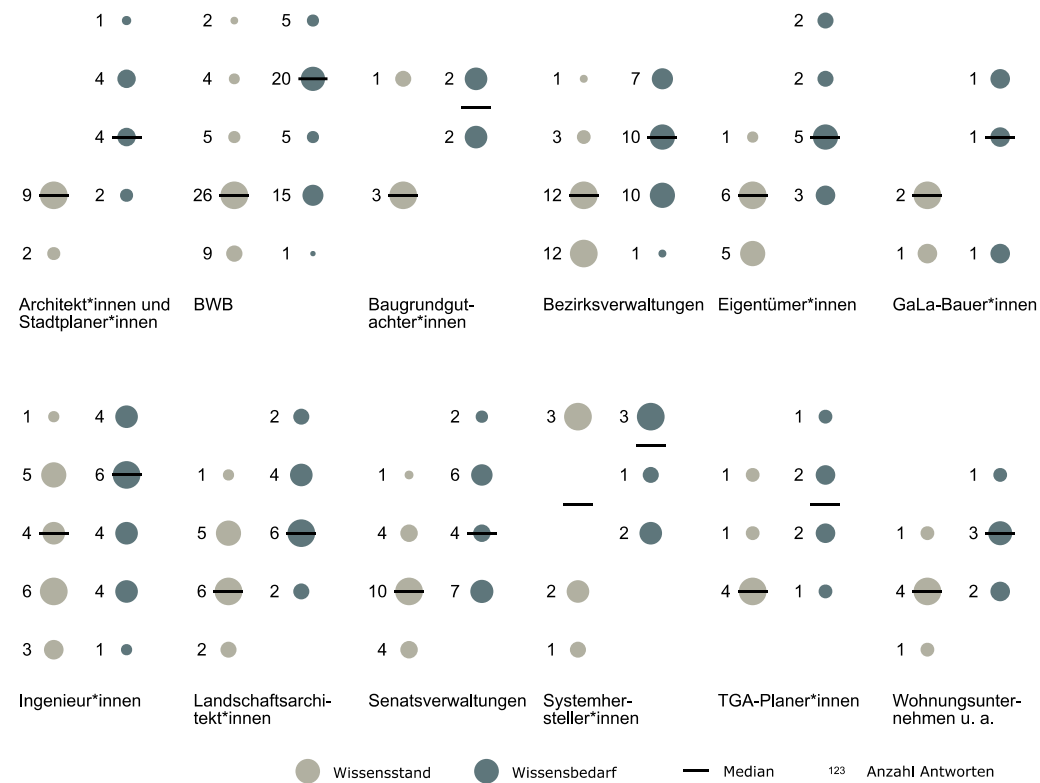 1 2 5 2
4 4 20 1 2 1 7 2 1
4 5 5 2 3 10 1 5 1
9 2 26 15 3 12 10 6 3 2
2 9 1 12 1 5 1 1
Architekt*innen und
Stadtplaner*innen
BWB
Baugrundgut-
achter*innen
Bezirksverwaltungen
Eigentümer*innen
GaLa-Bauer*innen
1 4 2 2 3 3 1
5 6 1 4 1 6 1 1 2 1
4 4 5 6 4 4 2 1 2 1 3
6 4 6 2 10 7 2 4 1 4 2
3 1 2 4 1 1
Ingenieur*innen
Landschaftsarchi-
tekt*innen
Senatsverwaltungen
Systemher-
steller*innen
TGA-Planer*innen
Wohnungsunter-
nehmen u. a.
Wissensstand Wissensbedarf Median 123 Anzahl Antworten